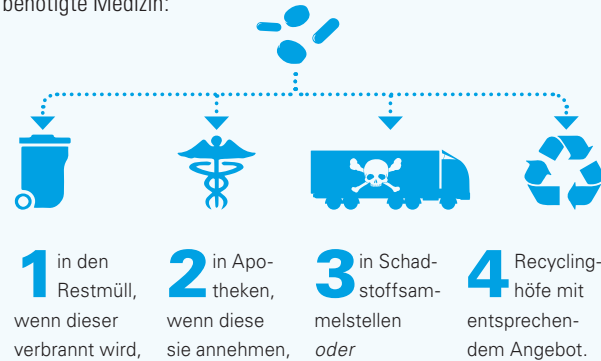 benötigte Medizin:
1 in den
Restmüll,
wenn dieser
verbrannt wird,
2 in Apo-
theken,
wenn diese
sie annehmen,
3 in Schad-
stoffsam-
melstellen
oder
4 Recycling-
höfe mit
entsprechen-
dem Angebot.